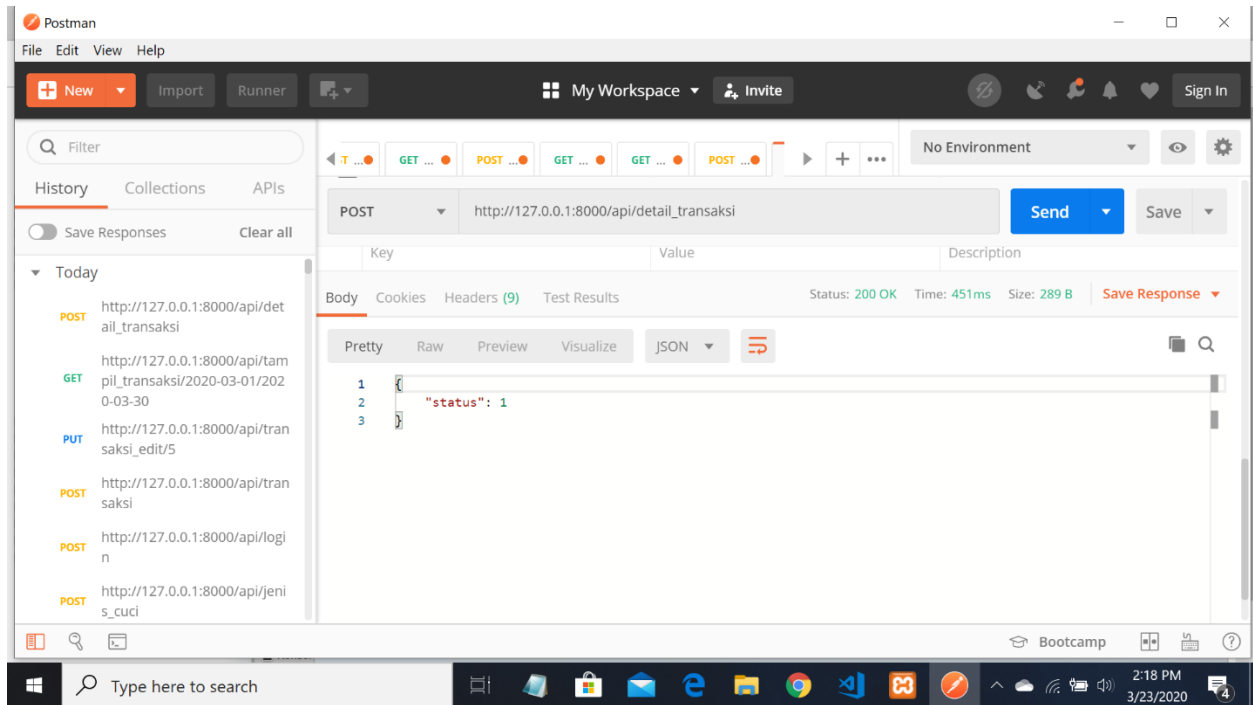 Postman
File Edit View Help
New Import Runner My Workspace Invite Sign In
Filter
History Collections APIs
Save Responses Clear all
Today
POST http://127.0.0.1:8000/api/det
ail_transaksi
GET http://127.0.0.1:8000/api/tam
pil_transaksi/2020-03-01/202
0-03-30
PUT http://127.0.0.1:8000/api/tran
saksi_edit/5
POST http://127.0.0.1:8000/api/tran
saksi
POST http://127.0.0.1:8000/api/logi
n
POST http://127.0.0.1:8000/api/jeni
s_cuci
ST ... GET ... POST ... GET ... GET ... POST ... + ••• No Environment
POST http://127.0.0.1:8000/api/detail_transaksi Send Save
Key Value Description
Body Cookies Headers (9) Test Results Status: 200 OK Time: 451ms Size: 289 B Save Response
Pretty Raw Preview Visualize JSON
1 {
2 "status": 1
3 }
Bootcamp
Type here to search
2:18 PM
3/23/2020
4